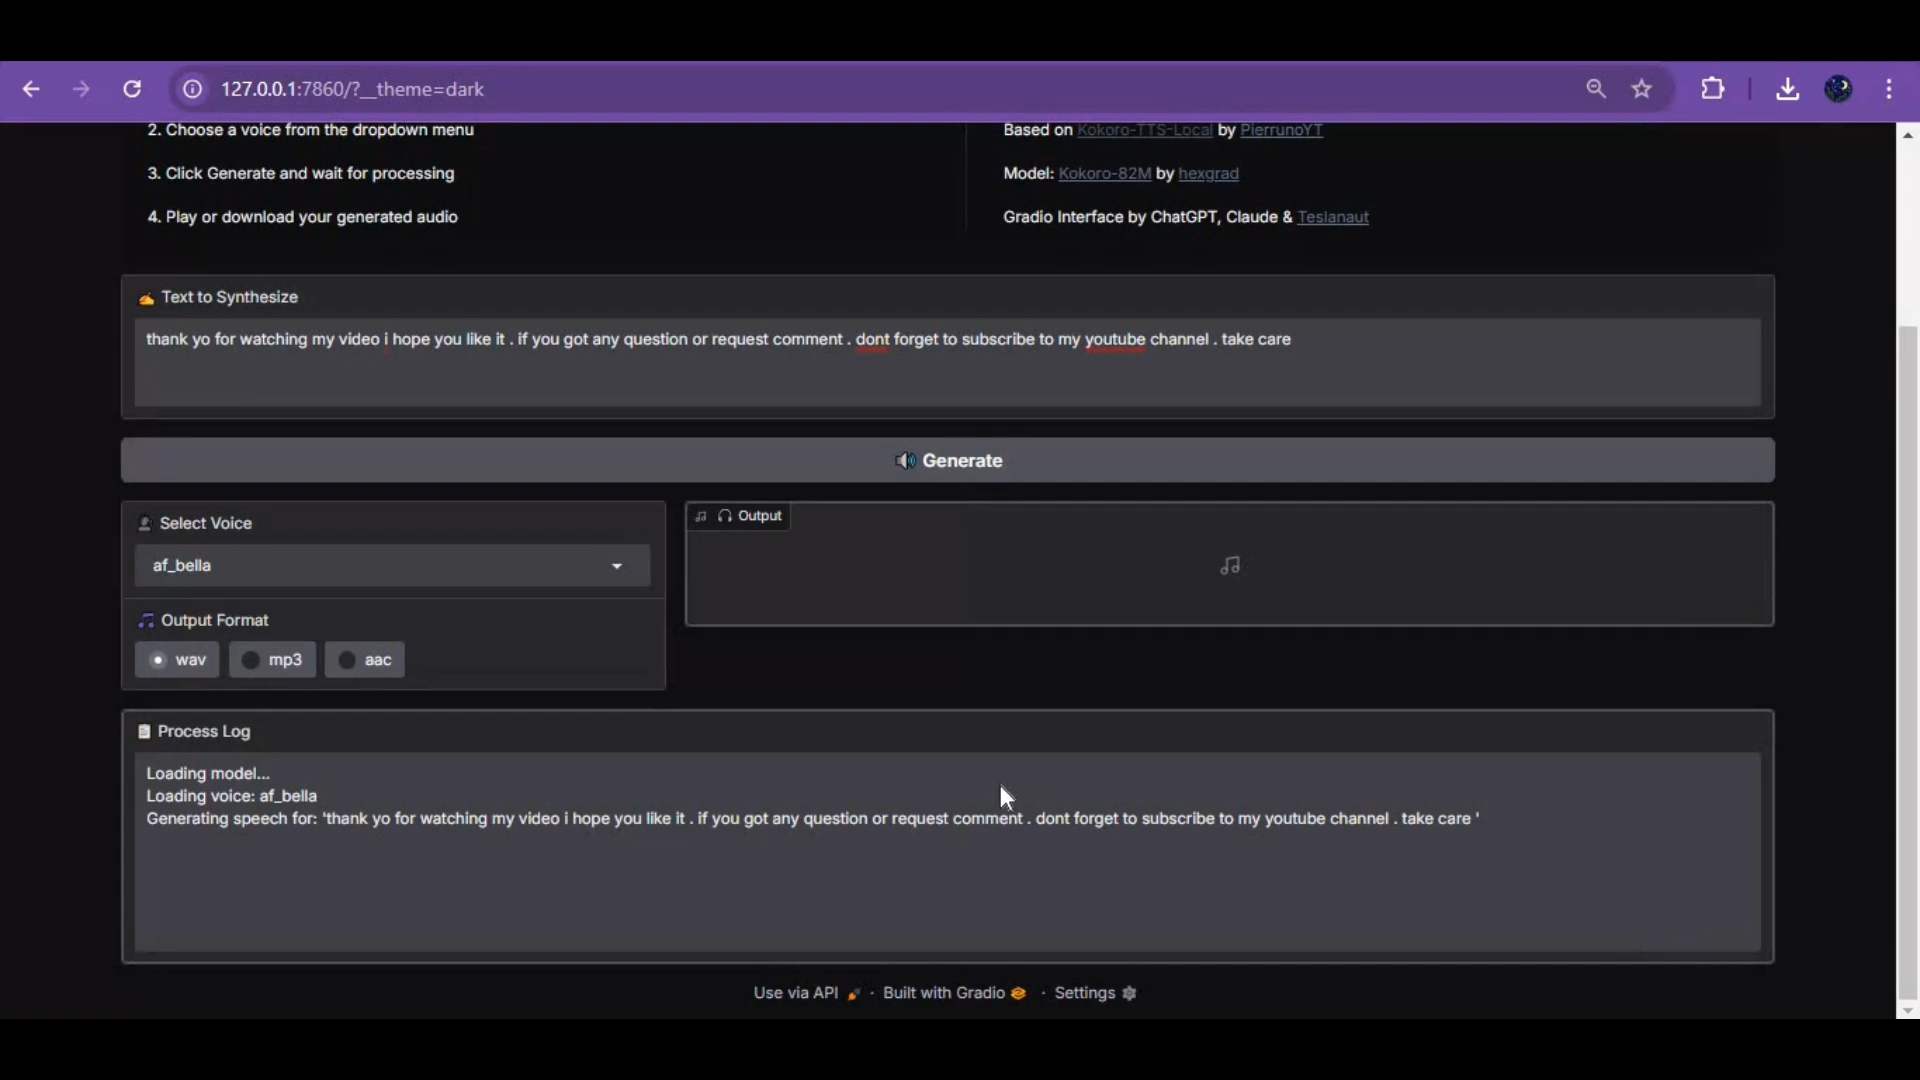 127.0.0.1:7860/?__theme=dark
2. Choose a voice from the dropdown menu
3. Click Generate and wait for processing
4. Play or download your generated audio
Based on Kokoro-TTS-Local by PierrunoYT
Model: Kokoro-82M by hexgrad
Gradio Interface by ChatGPT, Claude & Teslanaut
Text to Synthesize
thank yo for watching my video i hope you like it . if you got any question or request comment . dont forget to subscribe to my youtube channel . take care
Generate
Select Voice
af_bella
Output Format
wav mp3 aac
Output
Process Log
Loading model...
Loading voice: af_bella
Generating speech for: 'thank yo for watching my video i hope you like it . if you got any question or request comment . dont forget to subscribe to my youtube channel . take care '
Use via API · Built with Gradio · Settings